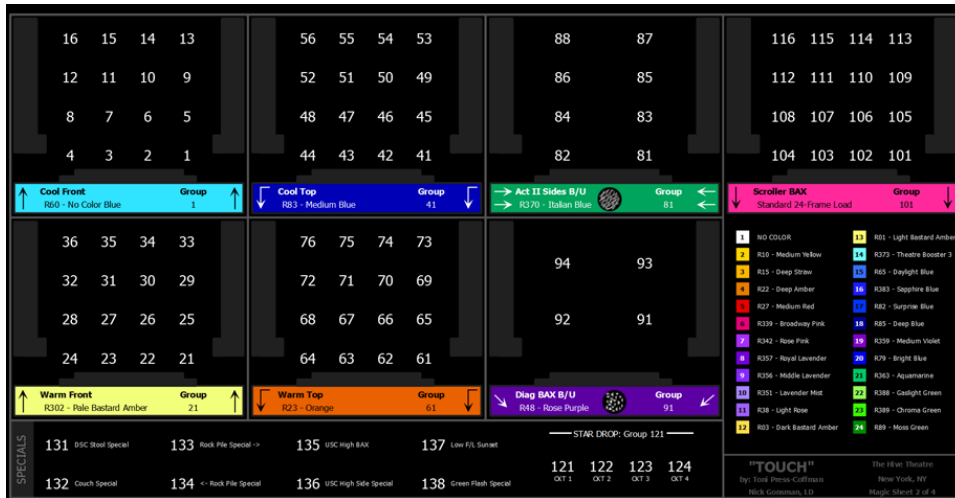 16 15 14 13
12 11 10 9
8 7 6 5
4 3 2 1
Cool Front Group
R60 - No Color Blue 1
56 55 54 53
52 51 50 49
48 47 46 45
44 43 42 41
Cool Top Group
R83 - Medium Blue 41
88 87
86 85
84 83
82 81
Act II Sides B/U Group
R370 - Italian Blue 81
116 115 114 113
112 111 110 109
108 107 106 105
104 103 102 101
Scroller BAX Group
Standard 24-Frame Load 101
36 35 34 33
32 31 30 29
28 27 26 25
24 23 22 21
Warm Front Group
R302 - Pale Bastard Amber 21
76 75 74 73
72 71 70 69
68 67 66 65
64 63 62 61
Warm Top Group
R23 - Orange 61
94 93
92 91
Diag BAX B/U Group
R48 - Rose Purple 91
1 NO COLOR
2 R10 - Medium Yellow
3 R15 - Deep Straw
4 R22 - Deep Amber
5 R27 - Medium Red
6 R339 - Broadway Pink
7 R342 - Rose Pink
8 R357 - Royal Lavender
9 R356 - Middle Lavender
10 R351 - Lavender Mist
11 R38 - Light Rose
12 R03 - Dark Bastard Amber
13 R01 - Light Bastard Amber
14 R373 - Theatre Booster 3
15 R65 - Daylight Blue
16 R383 - Sapphire Blue
17 R82 - Surprise Blue
18 R85 - Deep Blue
19 R359 - Medium Violet
20 R79 - Bright Blue
21 R363 - Aquamarine
22 R388 - Gaslight Green
23 R389 - Chroma Green
24 R89 - Moss Green
SPECIALS
131 DSC Stool Special
133 Rock Pile Special ->
135 USC High BAX
137 Low F/L Sunset
132 Couch Special
134 <- Rock Pile Special
136 USC High Side Special
138 Green Flash Special
STAR DROP: Group 121
121 122 123 124
CKT 1 CKT 2 CKT 3 CKT 4
"TOUCH"
by: Toni Press-Coffman
Nick Gonsman, LD
The Hive Theatre
New York, NY
Magic Sheet 2 of 4